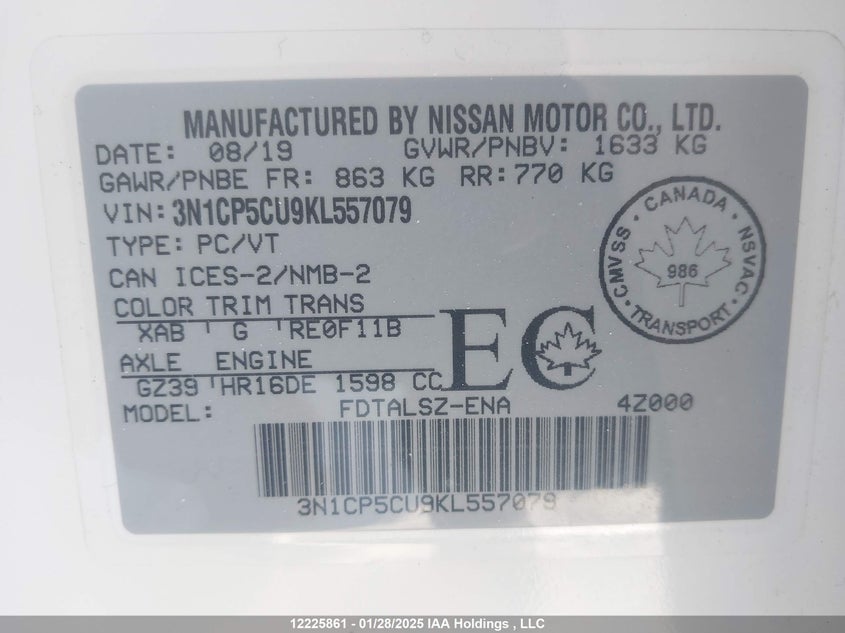 MANUFACTURED BY NISSAN MOTOR CO., LTD.
DATE: 08/19 GVWR/PNBV: 1633 KG
GAWR/PNBE FR: 863 KG RR: 770 KG
VIN: 3N1CP5CU9KL557079
TYPE: PC/VT
CAN ICES-2/NMB-2
COLOR TRIM TRANS
XAB G RE0F11B
AXLE ENGINE
GZ39 HR16DE 1598 CC
MODEL: FDTALSZ-ENA 4Z000
EC
CANADA
CMVSS NSVAC
986
TRANSPORT
3N1CP5CU9KL557079
12225861 - 01/28/2025 IAA Holdings , LLC